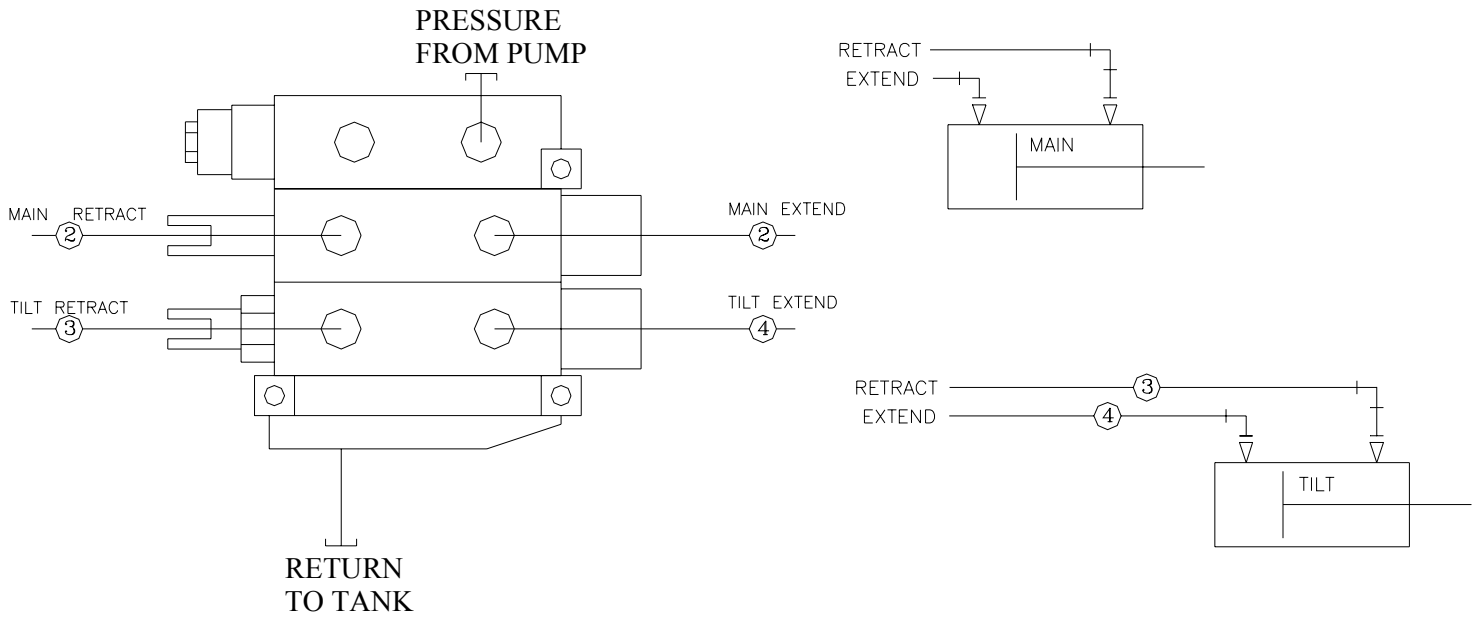 PRESSURE
FROM PUMP
RETRACT
EXTEND
MAIN
MAIN RETRACT
2
MAIN EXTEND
2
TILT RETRACT
3
TILT EXTEND
4
RETRACT
3
EXTEND
4
TILT
RETURN
TO TANK